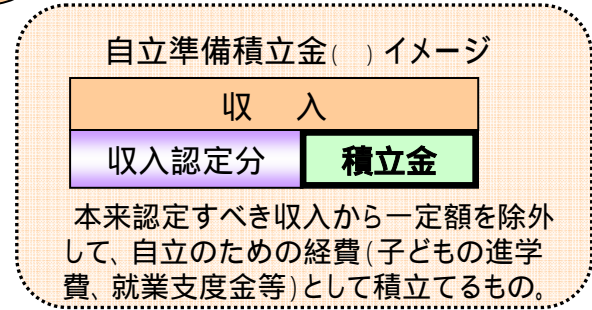 自立準備積立金( )イメージ
収 入
収入認定分 積立金
本来認定すべき収入から一定額を除外
して、自立のための経費(子どもの進学
費、就業支度金等)として積立てるもの。